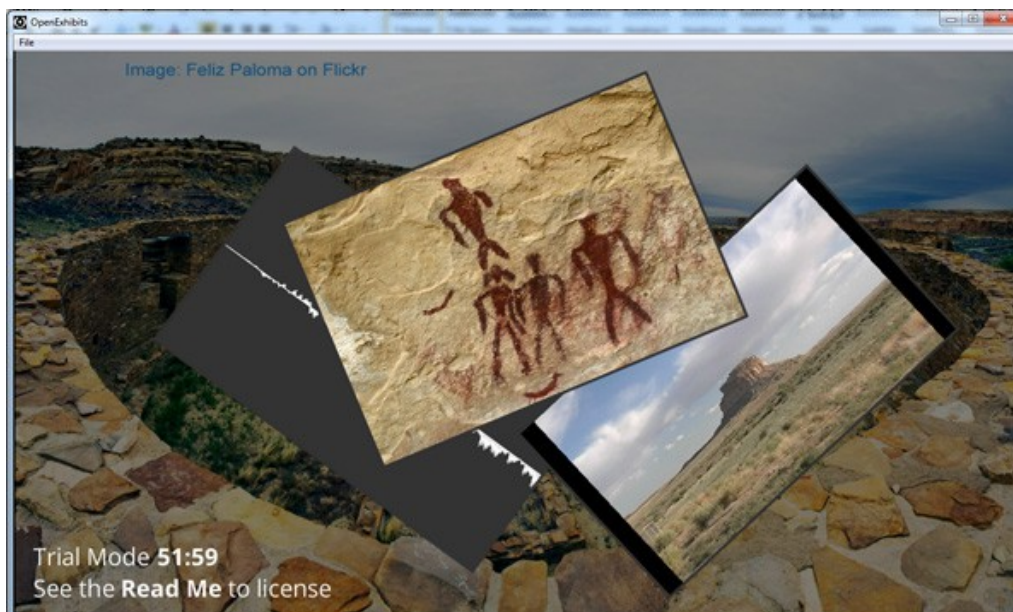 OpenExhibits
File
Image: Feliz Paloma on Flickr
Trial Mode 51:59
See the Read Me to license